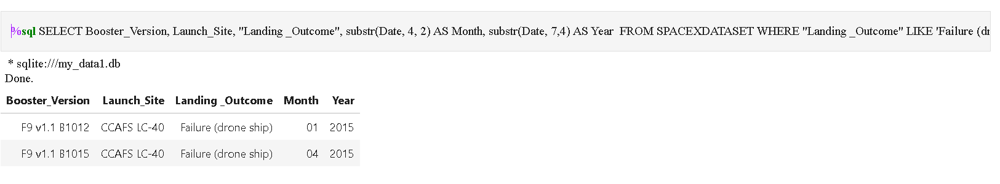 %sql SELECT Booster_Version, Launch_Site, "Landing _Outcome", substr(Date, 4, 2) AS Month, substr(Date, 7,4) AS Year  FROM SPACEXDATASET WHERE "Landing _Outcome" LIKE 'Failure (dr
* sqlite:///my_data1.db
Done.
Booster_Version Launch_Site Landing _Outcome Month Year
F9 v1.1 B1012 CCAFS LC-40 Failure (drone ship) 01 2015
F9 v1.1 B1015 CCAFS LC-40 Failure (drone ship) 04 2015